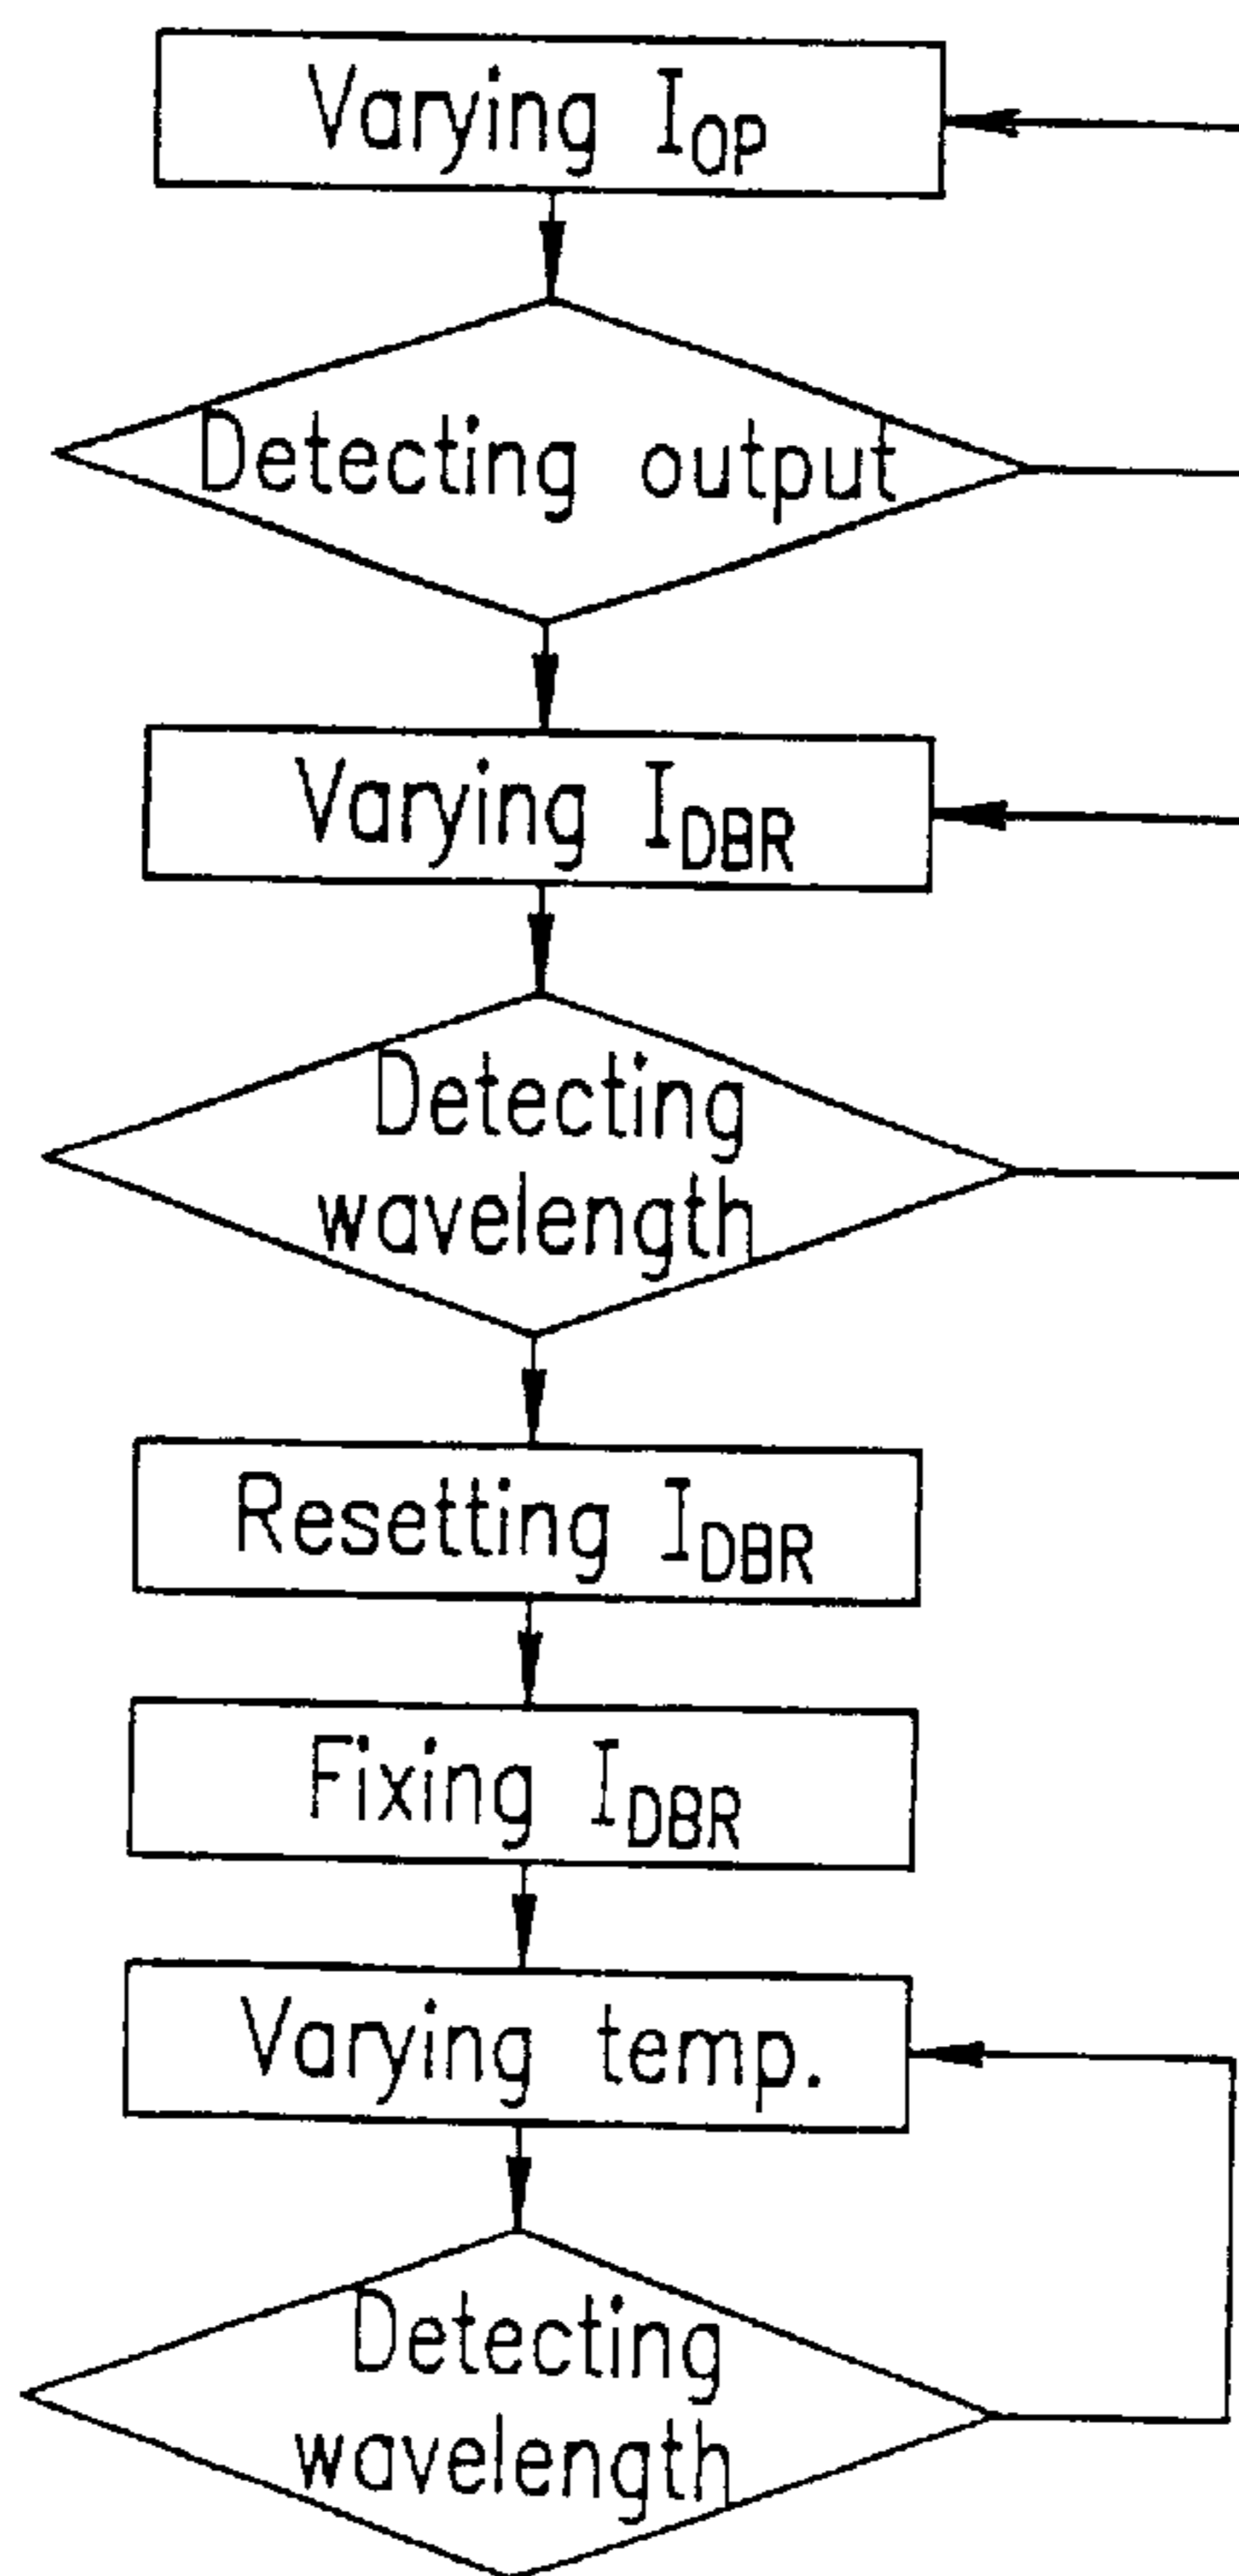 Varying I_OP
Detecting output
Varying I_DBR
Detecting
wavelength
Resetting I_DBR
Fixing I_DBR
Varying temp.
Detecting
wavelength